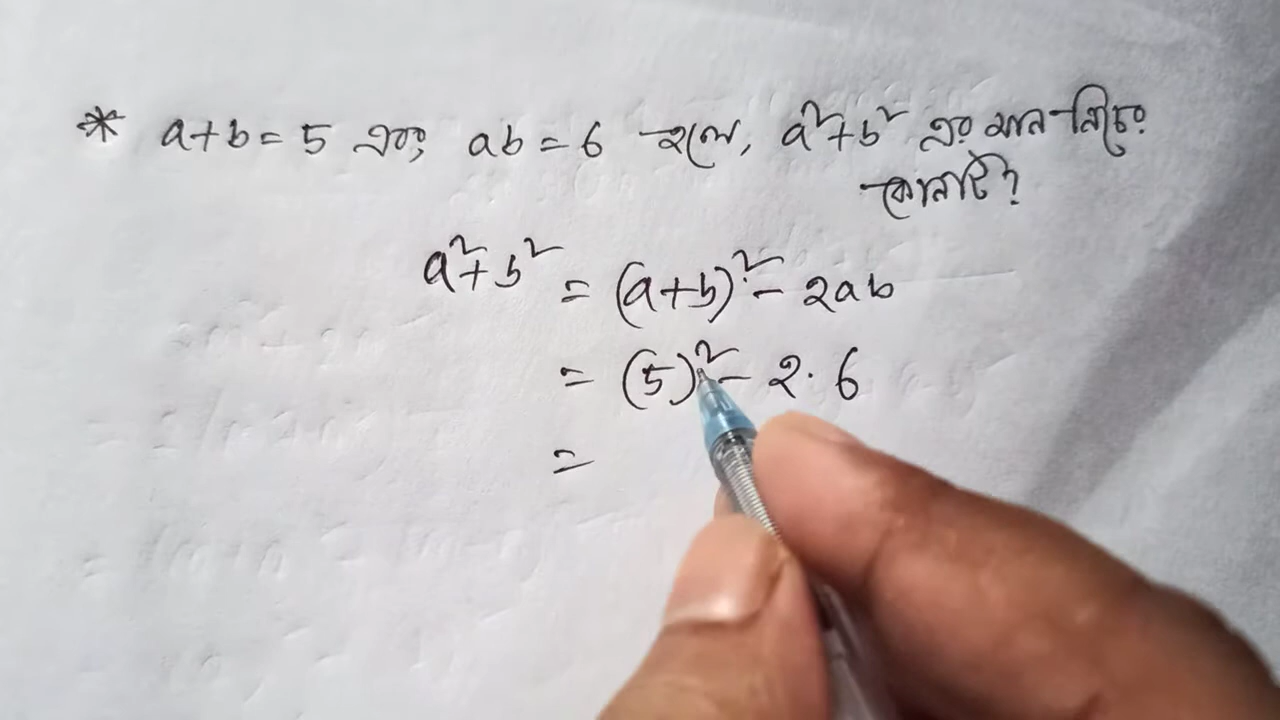 * a+b = 5 এবং, ab = 6 হলে, a²+b² এর মান নিচের
কোনটি?
a²+b² = (a+b)² - 2ab
= (5)² - 2·6
=